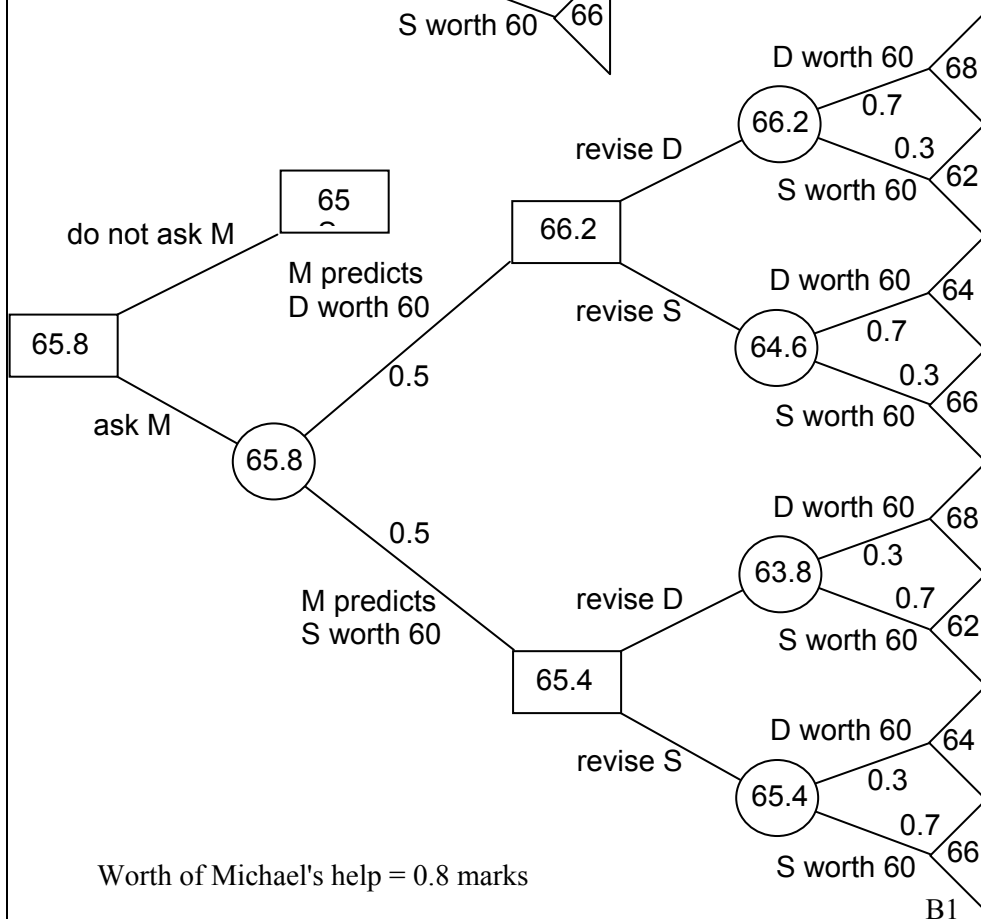 S worth 60
66
D worth 60
68
0.7
66.2
0.3
revise D
62
S worth 60
65
do not ask M
66.2
M predicts
D worth 60
D worth 60
64
revise S
0.7
65.8
64.6
0.3
0.5
66
S worth 60
ask M
65.8
D worth 60
68
0.5
0.3
63.8
M predicts
S worth 60
revise D
0.7
62
S worth 60
65.4
D worth 60
64
revise S
0.3
65.4
0.7
66
S worth 60
Worth of Michael's help = 0.8 marks
B1